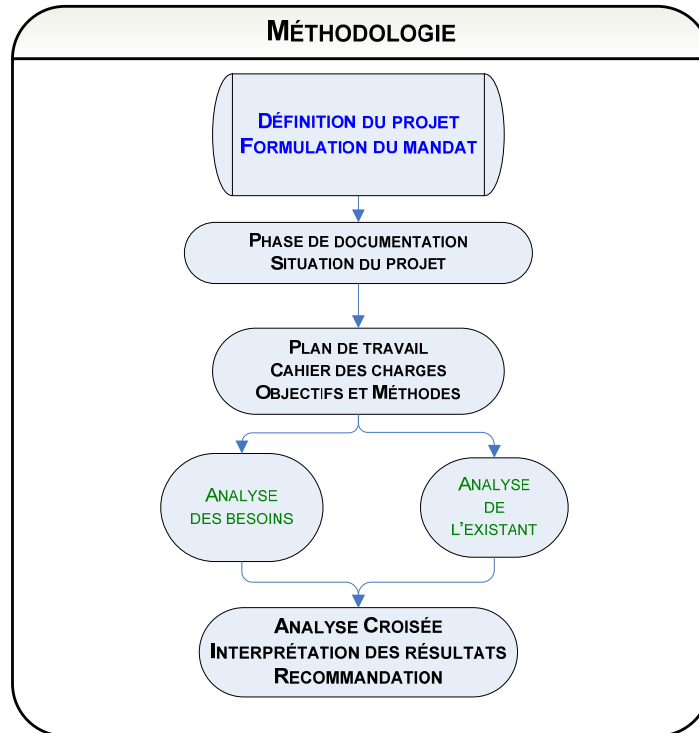 MÉTHODOLOGIE
DÉFINITION DU PROJET
FORMULATION DU MANDAT
PHASE DE DOCUMENTATION
SITUATION DU PROJET
PLAN DE TRAVAIL
CAHIER DES CHARGES
OBJECTIFS ET MÉTHODES
ANALYSE
DES BESOINS
ANALYSE
DE
L'EXISTANT
ANALYSE CROISÉE
INTERPRÉTATION DES RÉSULTATS
RECOMMANDATION